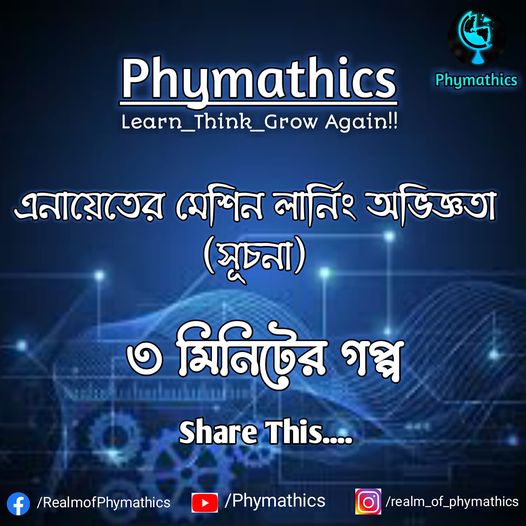 Phymathics
Phymathics
Learn_Think_Grow Again!!
এনায়েতের মেশিন লার্নিং অভিজ্ঞতা
(সূচনা)
৩ মিনিটের গল্প
Share This....
/RealmofPhymathics /Phymathics /realm_of_phymathics